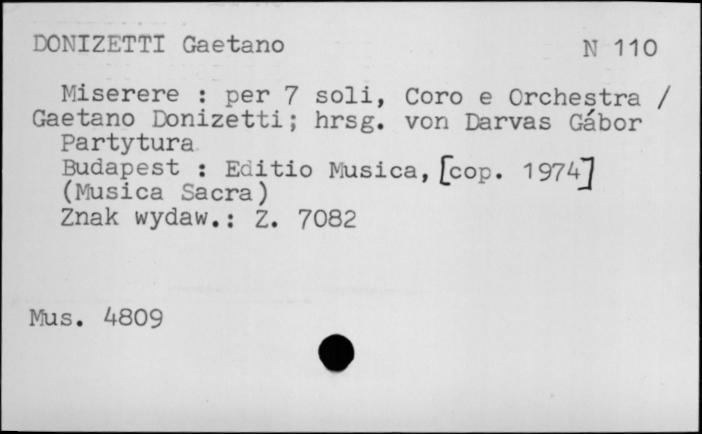 DONIZETTI Gaetano N 110
Miserere : per 7 soli, Coro e Orchestra /
Gaetano Donizetti; hrsg. von Darvas Gábor
Partytura
Budapest : Editio Musica, [cop. 1974]
(Musica Sacra)
Znak wydaw.: Z. 7082
Mus. 4809